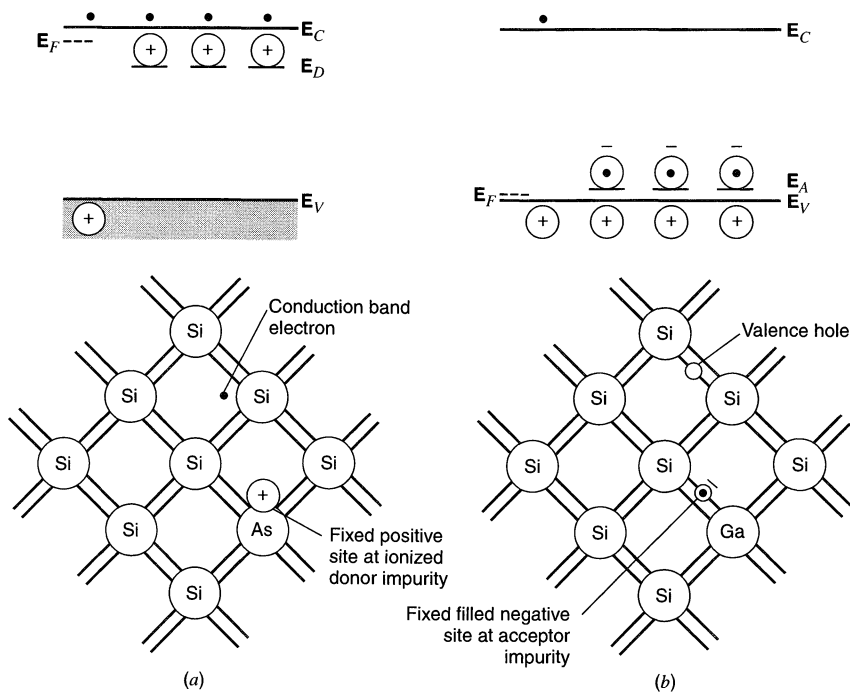 E_C
E_F
+ + +
E_D
E_V
+
E_C
− − −
E_A
E_F
E_V
+ + + +
Conduction band
electron
Si
Si Si
Si Si Si
+
Si As
Si
Fixed positive
site at ionized
donor impurity
(a)
Valence hole
Si
Si Si
Si Si Si
−
Si Ga
Si
Fixed filled negative
site at acceptor
impurity
(b)